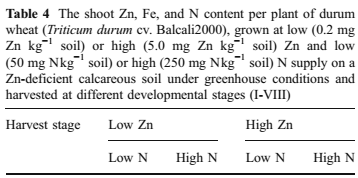 Table 4 The shoot Zn, Fe, and N content per plant of durum
wheat (Triticum durum cv. Balcali2000), grown at low (0.2 mg
Zn kg⁻¹ soil) or high (5.0 mg Zn kg⁻¹ soil) Zn and low
(50 mg Nkg⁻¹ soil) or high (250 mg Nkg⁻¹ soil) N supply on a
Zn-deficient calcareous soil under greenhouse conditions and
harvested at different developmental stages (I-VIII)
Harvest stage Low Zn High Zn
Low N High N Low N High N